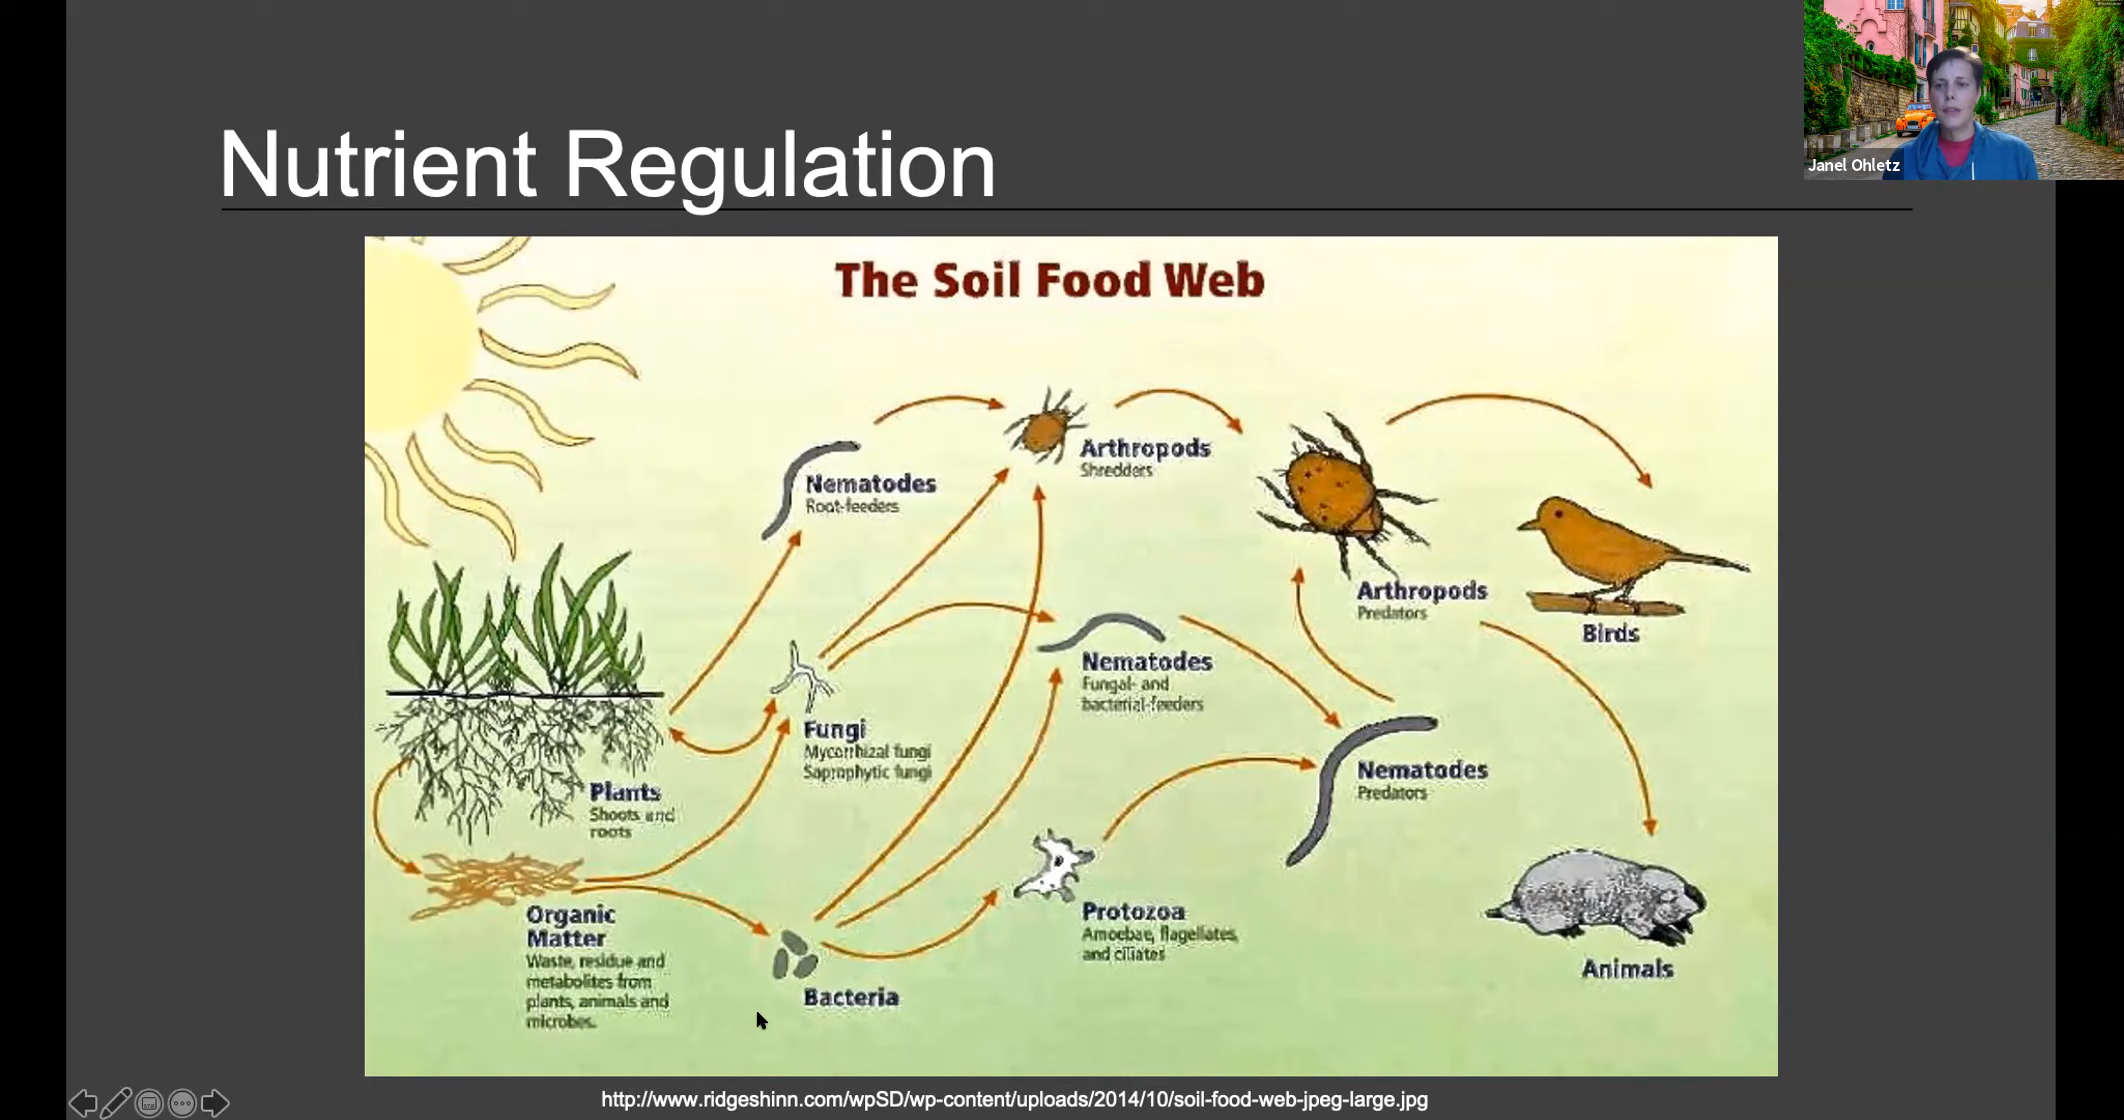 Janel Ohletz
Nutrient Regulation
The Soil Food Web
Arthropods
Shredders
Nematodes
Root-feeders
Arthropods
Predators
Birds
Nematodes
Fungal- and
bacterial-feeders
Fungi
Mycorrhizal fungi
Saprophytic fungi
Nematodes
Predators
Plants
Shoots and
roots
Organic
Matter
Waste, residue and
metabolites from
plants, animals and
microbes.
Protozoa
Amoebae, flagellates,
and ciliates
Bacteria
Animals
http://www.ridgeshinn.com/wpSD/wp-content/uploads/2014/10/soil-food-web-jpeg-large.jpg